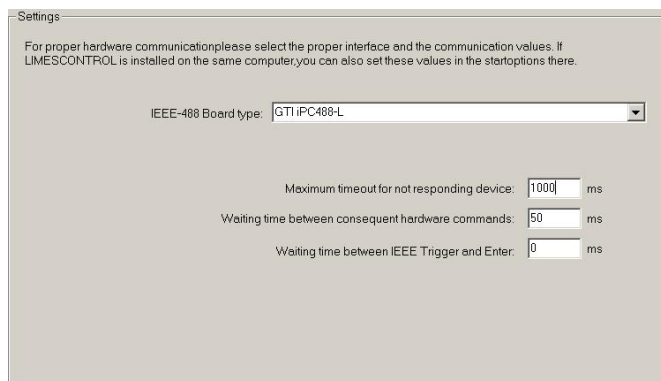 Settings
For proper hardware communicationplease select the proper interface and the communication values. If
LIMESCONTROL is installed on the same computer,you can also set these values in the startoptions there.
IEEE-488 Board type: GTI iPC488-L
Maximum timeout for not responding device: 1000 ms
Waiting time between consequent hardware commands: 50 ms
Waiting time between IEEE Trigger and Enter: 0 ms